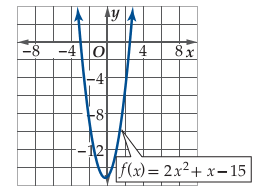 y
-8 -4 O 4 8 x
-4
-8
-12
f(x) = 2x² + x – 15